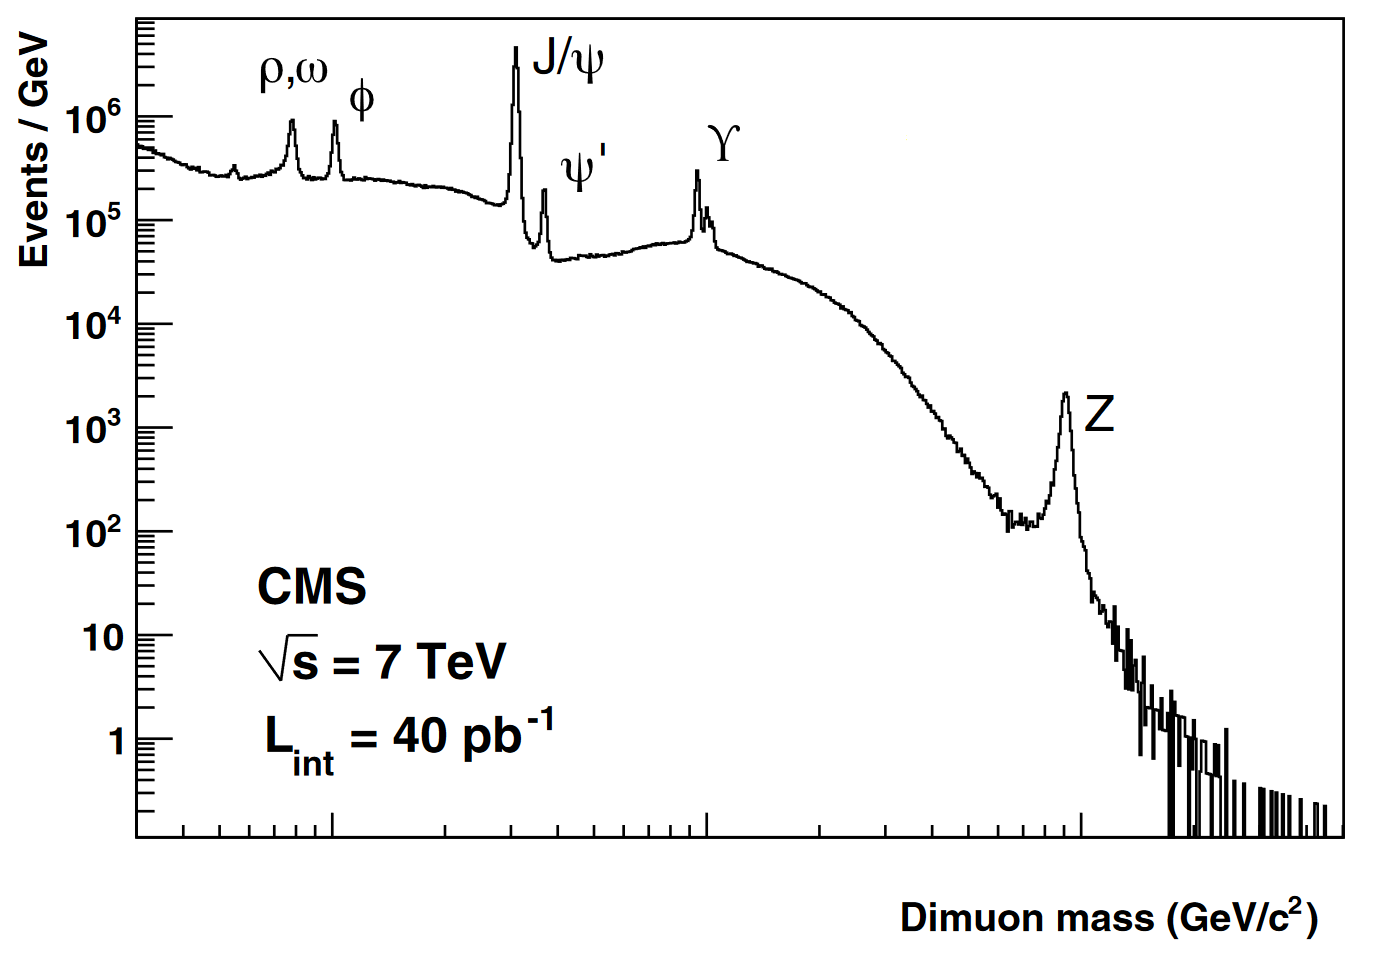 Events / GeV
10⁶
10⁵
10⁴
10³
10²
10
1
ρ,ω
ϕ
J/ψ
ψ'
ϒ
Z
CMS
√s = 7 TeV
L_int = 40 pb⁻¹
Dimuon mass (GeV/c²)